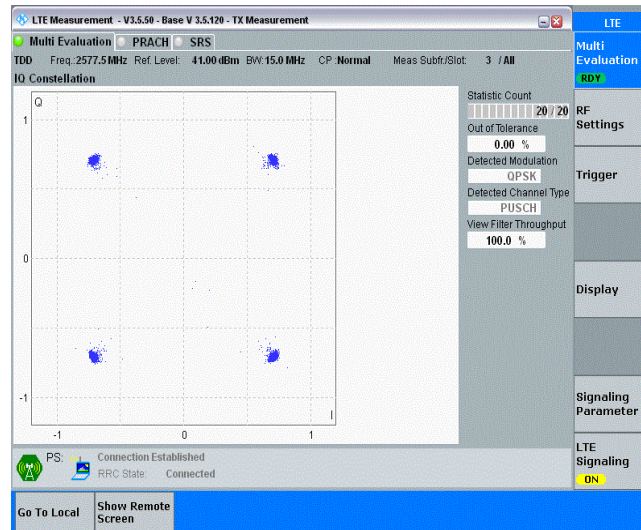 LTE Measurement - V3.5.50 - Base V 3.5.120 - TX Measurement
LTE
Multi Evaluation PRACH SRS
TDD Freq.:2577.5 MHz Ref. Level: 41.00 dBm BW:15.0 MHz CP :Normal Meas Subfr./Slot: 3 / All
IQ Constellation
Q
1
0
-1
-1 0 1
I
Statistic Count
20 / 20
Out of Tolerance
0.00 %
Detected Modulation
QPSK
Detected Channel Type
PUSCH
View Filter Throughput
100.0 %
Multi
Evaluation
RDY
RF
Settings
Trigger
Display
Signaling
Parameter
LTE
Signaling
ON
PS: Connection Established
RRC State: Connected
Go To Local
Show Remote
Screen